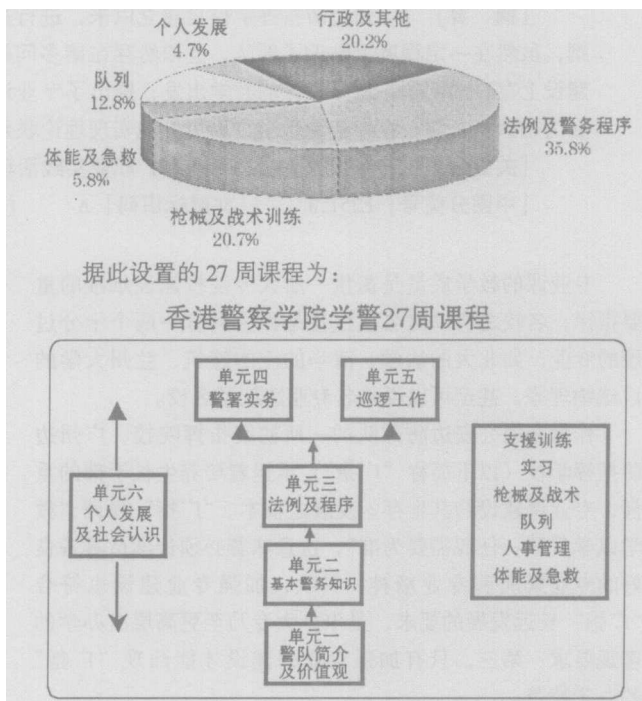 个人发展
4.7%
行政及其他
20.2%
队列
12.8%
法例及警务程序
35.8%
体能及急救
5.8%
枪械及战术训练
20.7%
据此设置的 27 周课程为:
香港警察学院学警27周课程
单元四
警署实务
单元五
巡逻工作
单元六
个人发展
及社会认识
单元三
法例及程序
单元二
基本警务知识
单元一
警队简介
及价值观
支援训练
实习
枪械及战术
队列
人事管理
体能及急救